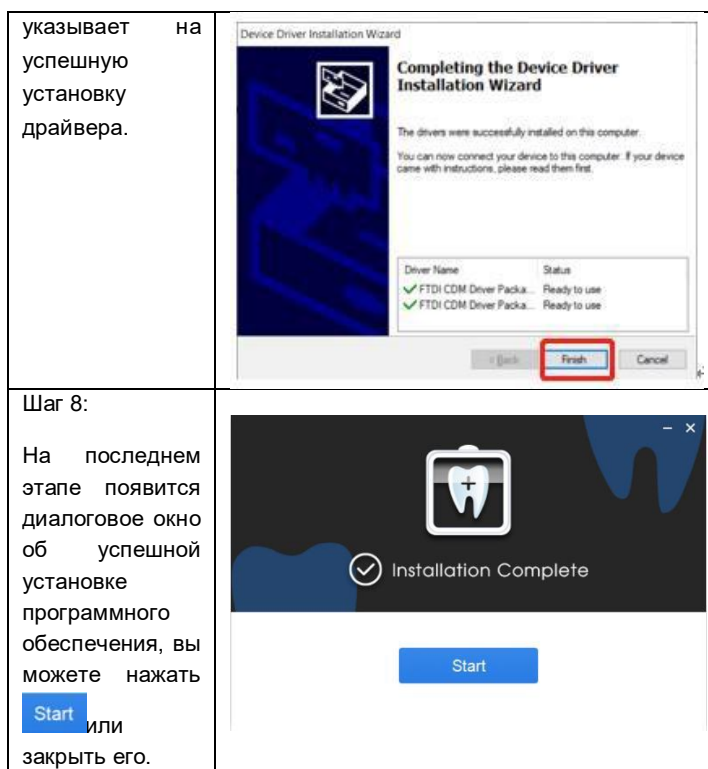 указывает на
успешную
установку
драйвера.
Device Driver Installation Wizard
Completing the Device Driver
Installation Wizard
The drivers were successfully installed on this computer.
You can now connect your device to this computer. If your device
came with instructions, please read them first.
Driver Name Status
FTDI CDM Driver Packa... Ready to use
FTDI CDM Driver Packa... Ready to use
< Back Finish Cancel
Шаг 8:
На последнем
этапе появится
диалоговое окно
об успешной
установке
программного
обеспечения, вы
можете нажать
Start или
закрыть его.
Installation Complete
Start